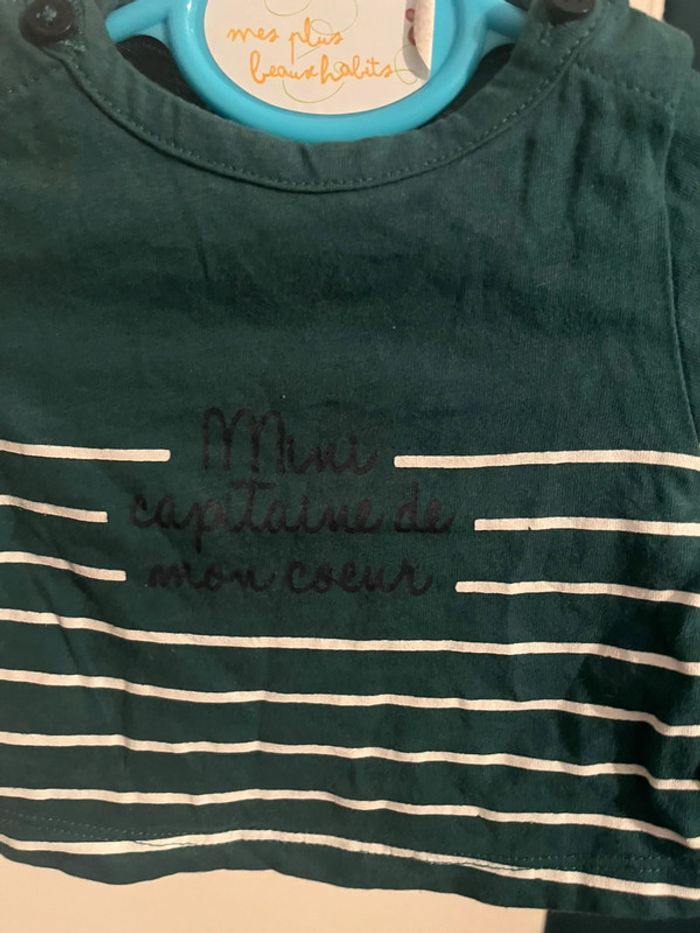 mes plus
beaux habits
Mini
capitaine de
mon coeur